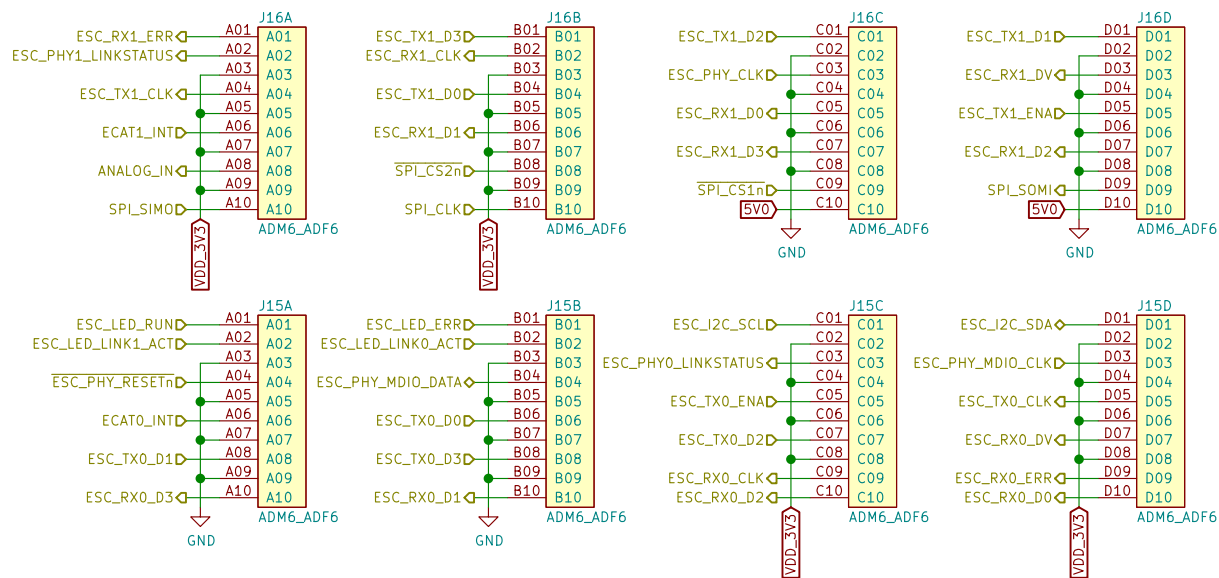 J16A
ESC_RX1_ERR A01 A01
ESC_PHY1_LINKSTATUS A02 A02
A03 A03
ESC_TX1_CLK A04 A04
A05 A05
ECAT1_INT A06 A06
A07 A07
ANALOG_IN A08 A08
A09 A09
SPI_SIMO A10 A10
ADM6_ADF6
VDD_3V3
J16B
ESC_TX1_D3 B01 B01
ESC_RX1_CLK B02 B02
B03 B03
ESC_TX1_D0 B04 B04
B05 B05
ESC_RX1_D1 B06 B06
B07 B07
SPI_CS2n B08 B08
B09 B09
SPI_CLK B10 B10
ADM6_ADF6
VDD_3V3
J16C
ESC_TX1_D2 C01 C01
C02 C02
ESC_PHY_CLK C03 C03
C04 C04
ESC_RX1_D0 C05 C05
C06 C06
ESC_RX1_D3 C07 C07
C08 C08
SPI_CS1n C09 C09
5V0 C10 C10
ADM6_ADF6
GND
J16D
ESC_TX1_D1 D01 D01
D02 D02
ESC_RX1_DV D03 D03
D04 D04
ESC_TX1_ENA D05 D05
D06 D06
ESC_RX1_D2 D07 D07
D08 D08
SPI_SOMI D09 D09
5V0 D10 D10
ADM6_ADF6
GND
J15A
ESC_LED_RUN A01 A01
ESC_LED_LINK1_ACT A02 A02
A03 A03
ESC_PHY_RESETn A04 A04
A05 A05
ECAT0_INT A06 A06
A07 A07
ESC_TX0_D1 A08 A08
A09 A09
ESC_RX0_D3 A10 A10
ADM6_ADF6
GND
J15B
ESC_LED_ERR B01 B01
ESC_LED_LINK0_ACT B02 B02
B03 B03
ESC_PHY_MDIO_DATA B04 B04
B05 B05
ESC_TX0_D0 B06 B06
B07 B07
ESC_TX0_D3 B08 B08
B09 B09
ESC_RX0_D1 B10 B10
ADM6_ADF6
GND
J15C
ESC_I2C_SCL C01 C01
C02 C02
ESC_PHY0_LINKSTATUS C03 C03
C04 C04
ESC_TX0_ENA C05 C05
C06 C06
ESC_TX0_D2 C07 C07
C08 C08
ESC_RX0_CLK C09 C09
ESC_RX0_D2 C10 C10
ADM6_ADF6
VDD_3V3
J15D
ESC_I2C_SDA D01 D01
D02 D02
ESC_PHY_MDIO_CLK D03 D03
D04 D04
ESC_TX0_CLK D05 D05
D06 D06
ESC_RX0_DV D07 D07
D08 D08
ESC_RX0_ERR D09 D09
ESC_RX0_D0 D10 D10
ADM6_ADF6
VDD_3V3